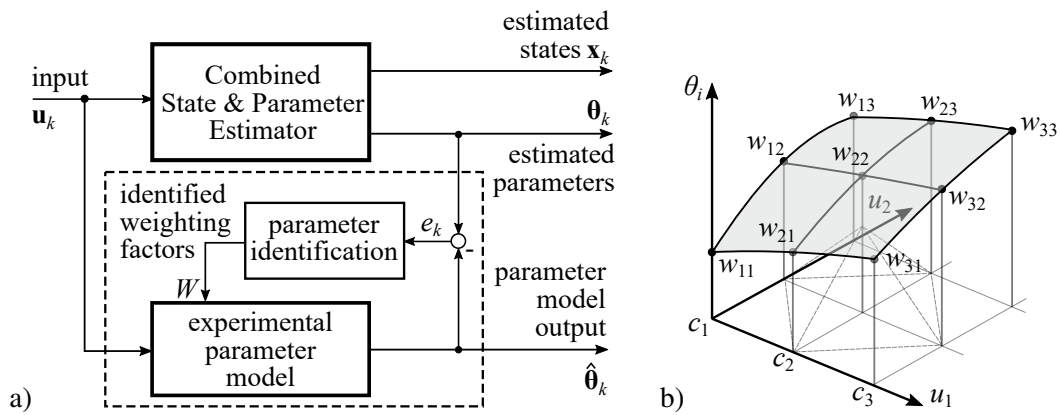 input
u_k
Combined
State & Parameter
Estimator
estimated
states x_k
θ_k
estimated
parameters
identified
weighting
factors
parameter
identification
e_k
-
W
experimental
parameter
model
parameter
model
output
θ̂_k
a)
θ_i
w_13
w_23
w_33
w_12
w_22
w_32
u_2
w_21
w_11
w_31
c_1
c_2
c_3
u_1
b)